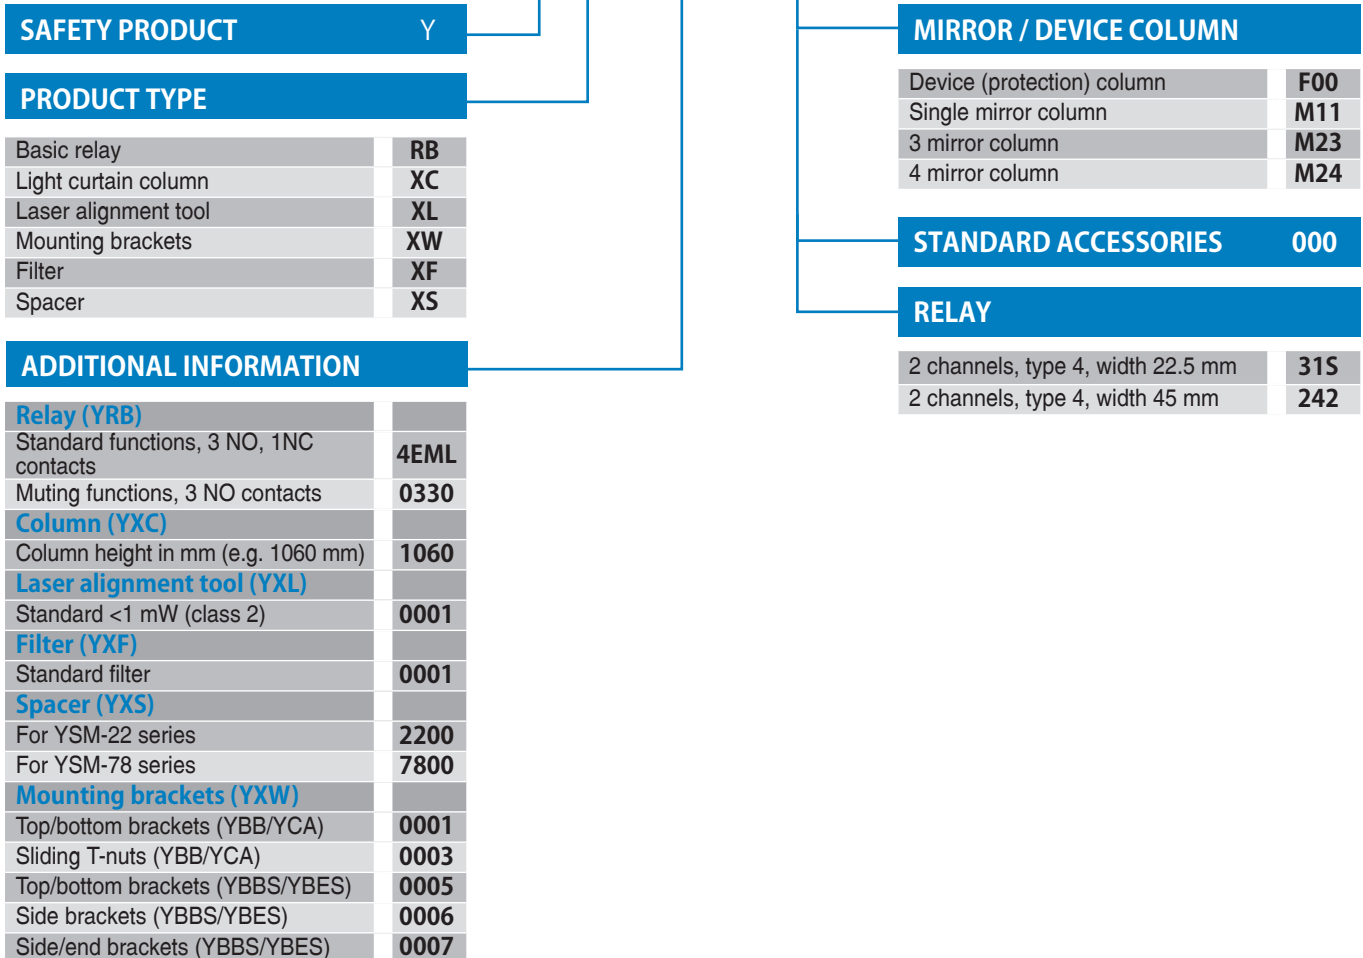 SAFETY PRODUCT Y
PRODUCT TYPE
Basic relay RB
Light curtain column XC
Laser alignment tool XL
Mounting brackets XW
Filter XF
Spacer XS
ADDITIONAL INFORMATION
Relay (YRB)
Standard functions, 3 NO, 1NC
contacts 4EML
Muting functions, 3 NO contacts 0330
Column (YXC)
Column height in mm (e.g. 1060 mm) 1060
Laser alignment tool (YXL)
Standard <1 mW (class 2) 0001
Filter (YXF)
Standard filter 0001
Spacer (YXS)
For YSM-22 series 2200
For YSM-78 series 7800
Mounting brackets (YXW)
Top/bottom brackets (YBB/YCA) 0001
Sliding T-nuts (YBB/YCA) 0003
Top/bottom brackets (YBBS/YBES) 0005
Side brackets (YBBS/YBES) 0006
Side/end brackets (YBBS/YBES) 0007
MIRROR / DEVICE COLUMN
Device (protection) column F00
Single mirror column M11
3 mirror column M23
4 mirror column M24
STANDARD ACCESSORIES 000
RELAY
2 channels, type 4, width 22.5 mm 31S
2 channels, type 4, width 45 mm 242